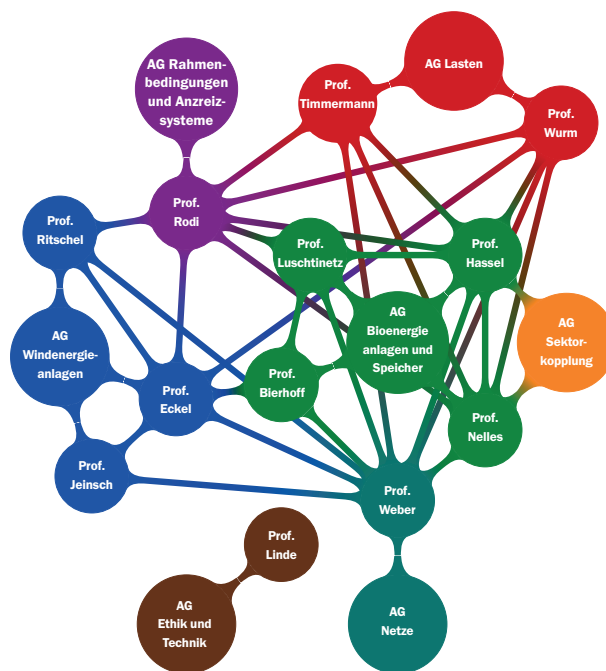 AG Rahmen-
bedingungen
und Anzreiz-
systeme
Prof.
Timmermann
AG Lasten
Prof.
Wurm
Prof.
Rodi
Prof.
Ritschel
Prof.
Luschtinetz
Prof.
Hassel
AG
Windenergie-
anlagen
AG
Bioenergie
anlagen und
Speicher
AG
Sektor-
kopplung
Prof.
Eckel
Prof.
Bierhoff
Prof.
Nelles
Prof.
Jeinsch
Prof.
Weber
Prof.
Linde
AG
Ethik und
Technik
AG
Netze